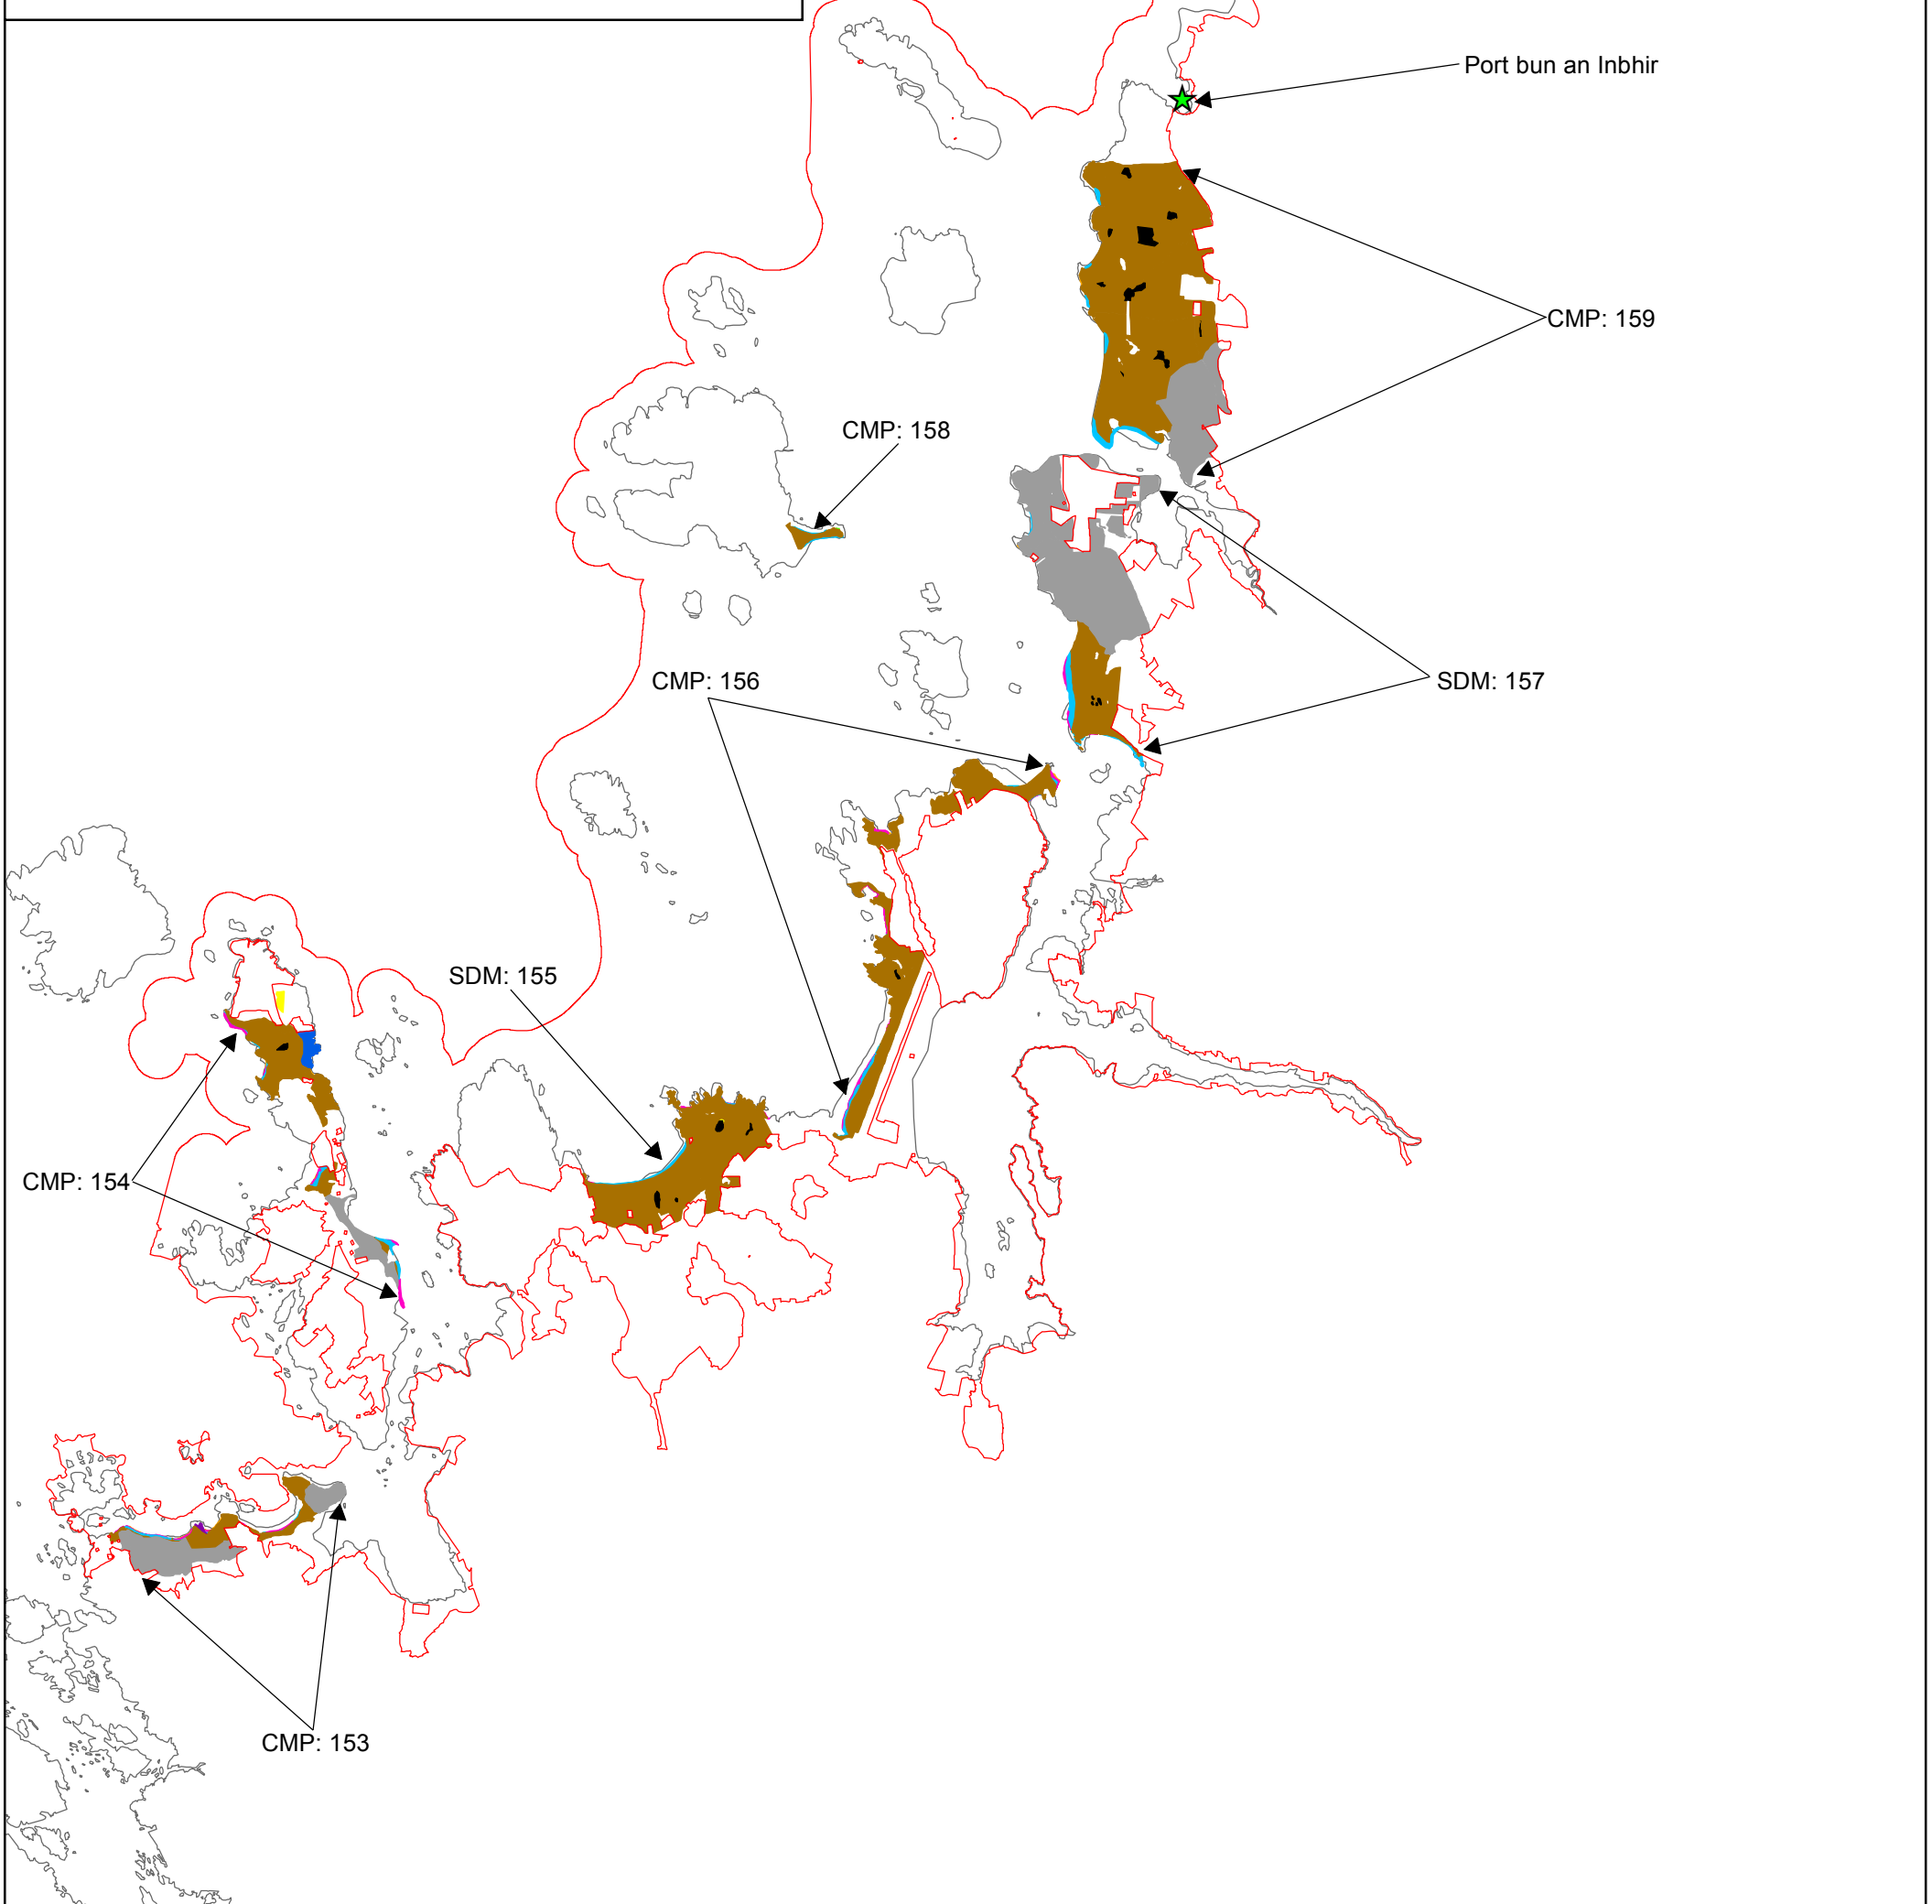 Port bun an Inbhir
CMP: 159
CMP: 158
CMP: 156
SDM: 157
SDM: 155
CMP: 154
CMP: 153